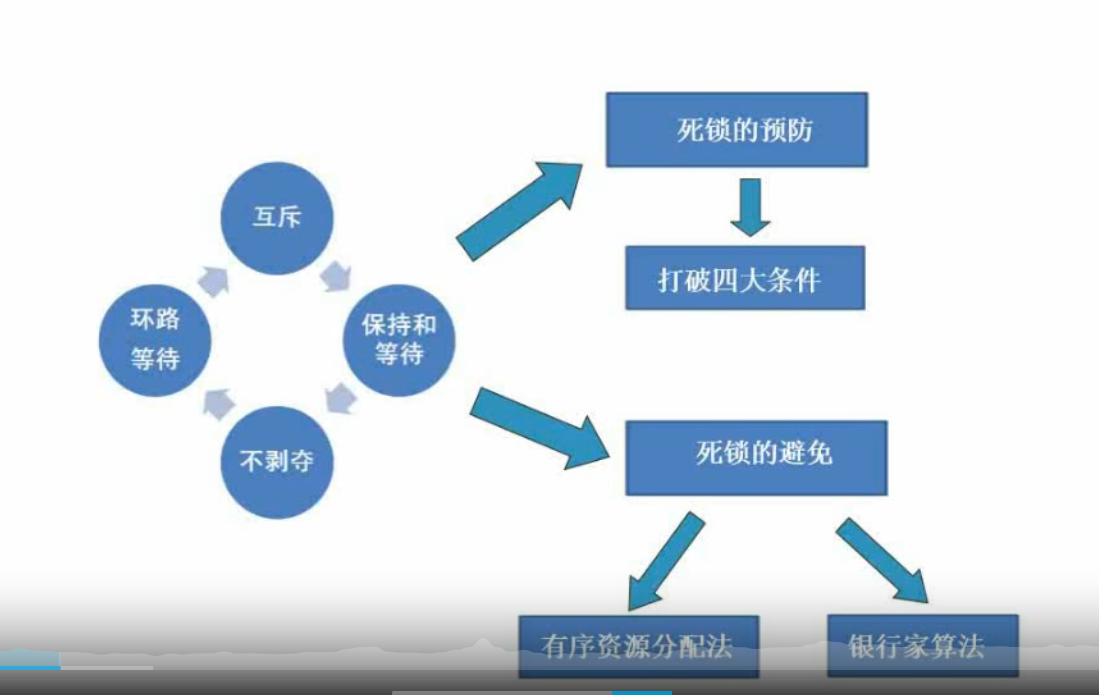 互斥
环路
等待
保持和
等待
不剥夺
死锁的预防
打破四大条件
死锁的避免
有序资源分配法
银行家算法